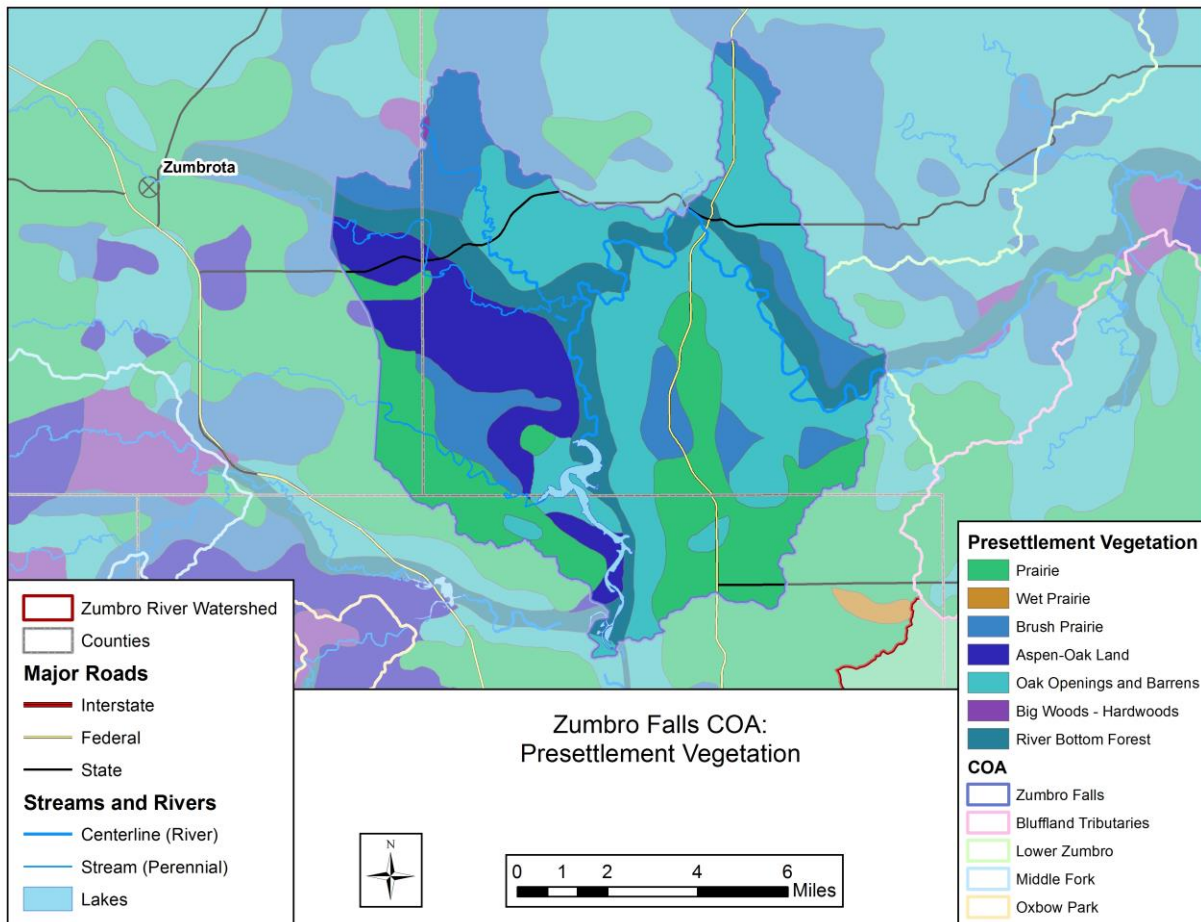 Zumbrota
Zumbro River Watershed
Counties
Major Roads
Interstate
Federal
State
Streams and Rivers
Centerline (River)
Stream (Perennial)
Lakes
Zumbro Falls COA:
Presettlement Vegetation
N
0 1 2 4 6
Miles
Presettlement Vegetation
Prairie
Wet Prairie
Brush Prairie
Aspen-Oak Land
Oak Openings and Barrens
Big Woods - Hardwoods
River Bottom Forest
COA
Zumbro Falls
Bluffland Tributaries
Lower Zumbro
Middle Fork
Oxbow Park